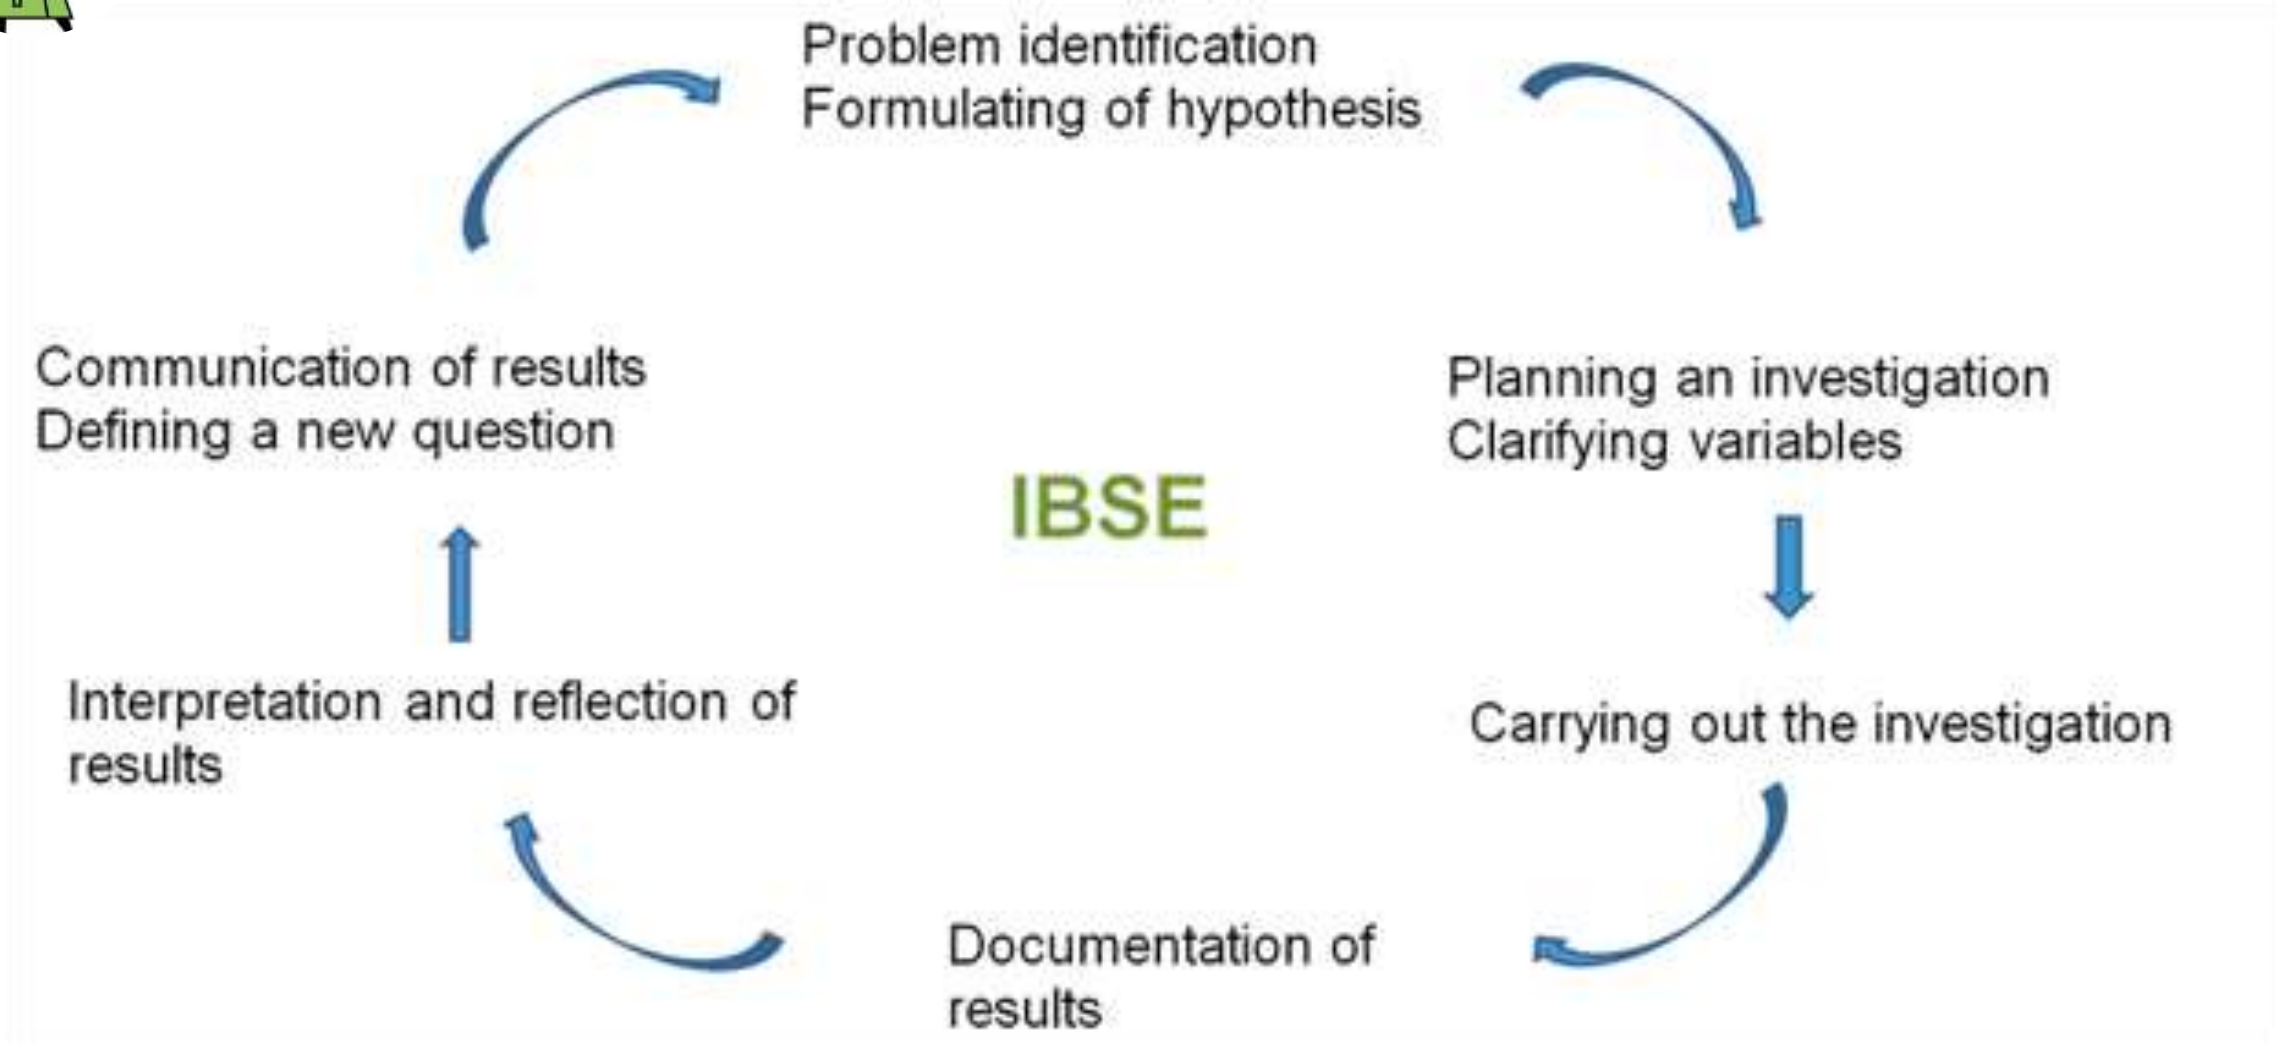 Problem identification
Formulating of hypothesis
Planning an investigation
Clarifying variables
Carrying out the investigation
Documentation of
results
Interpretation and reflection of
results
Communication of results
Defining a new question
IBSE